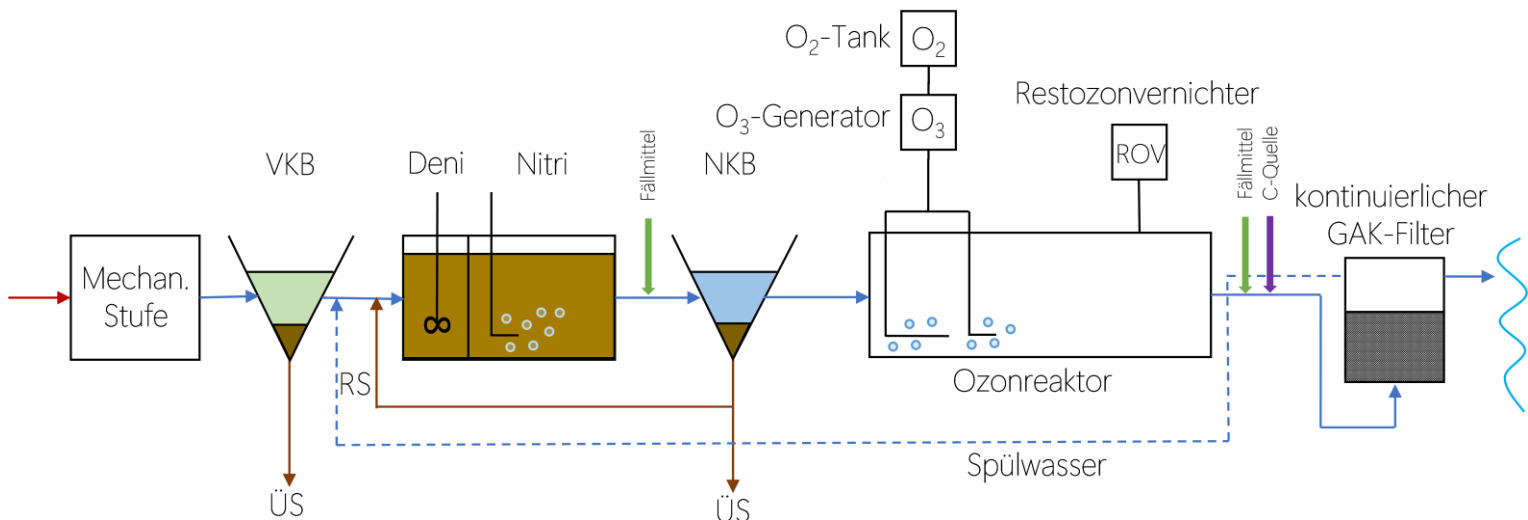 O₂-Tank
O₂
O₃-Generator
O₃
Restozonvernichter
ROV
VKB
Deni
Nitri
Fällmittel
NKB
Fällmittel
C-Quelle
kontinuierlicher
GAK-Filter
Mechan.
Stufe
∞
RS
Ozonreaktor
Spülwasser
ÜS
ÜS